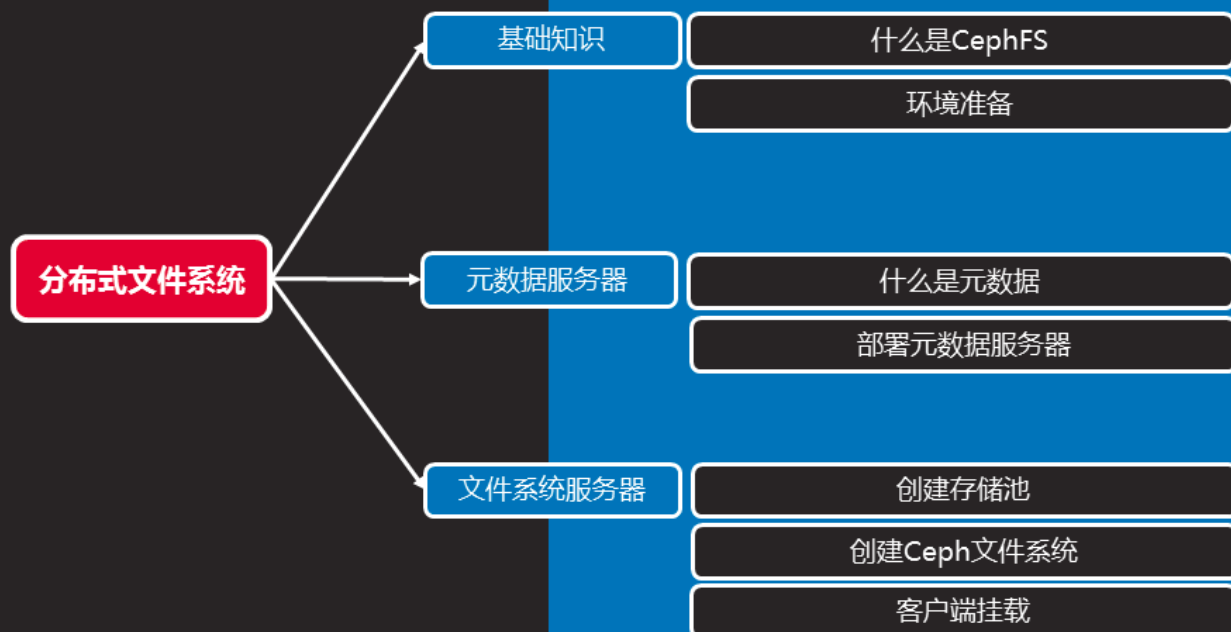 分布式文件系统
基础知识
什么是CephFS
环境准备
元数据服务器
什么是元数据
部署元数据服务器
文件系统服务器
创建存储池
创建Ceph文件系统
客户端挂载